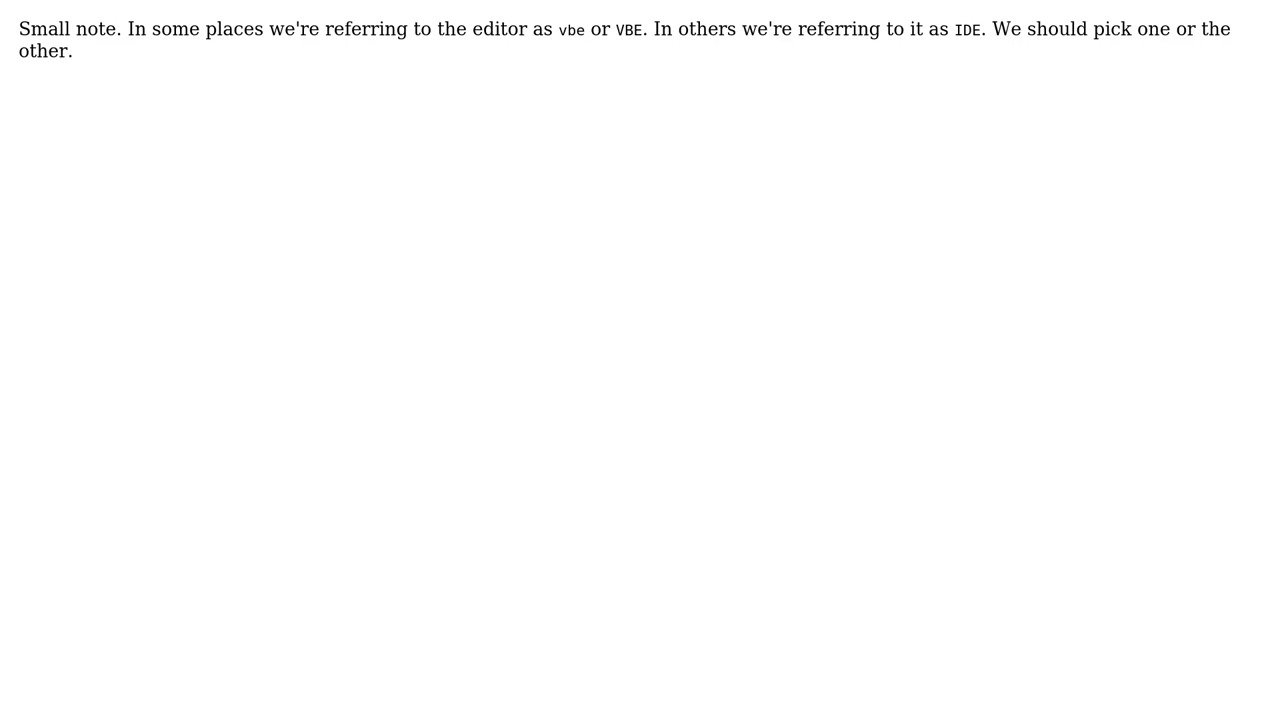 Small note. In some places we're referring to the editor as vbe or VBE. In others we're referring to it as IDE. We should pick one or the
other.